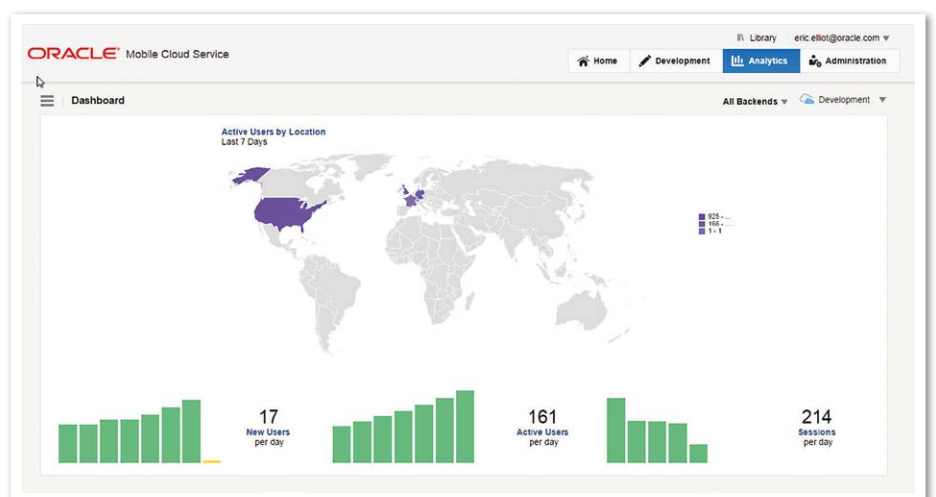 Library eric.elliot@oracle.com
ORACLE Mobile Cloud Service
Home Development Analytics Administration
Dashboard
All Backends Development
Active Users by Location
Last 7 Days
925 - ...
166 - ...
1 - 1
17
New Users
per day
161
Active Users
per day
214
Sessions
per day